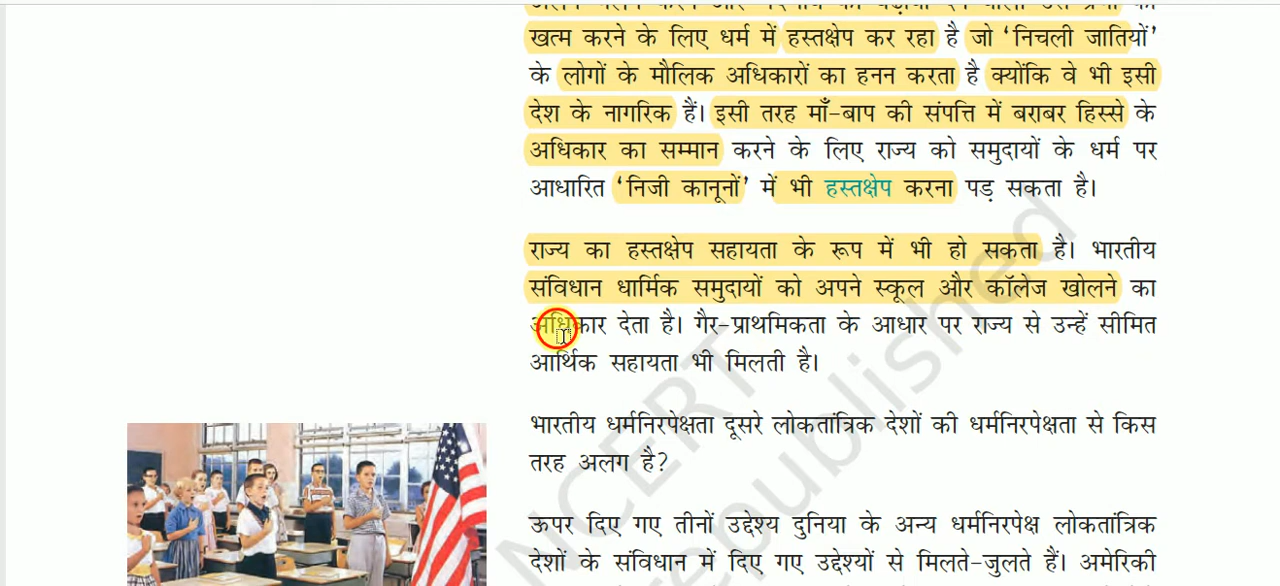 खत्म करने के लिए धर्म में हस्तक्षेप कर रहा है जो ‘निचली जातियों’
के लोगों के मौलिक अधिकारों का हनन करता है क्योंकि वे भी इसी
देश के नागरिक हैं। इसी तरह माँ-बाप की संपत्ति में बराबर हिस्से के
अधिकार का सम्मान करने के लिए राज्य को समुदायों के धर्म पर
आधारित ‘निजी कानूनों’ में भी हस्तक्षेप करना पड़ सकता है।
राज्य का हस्तक्षेप सहायता के रूप में भी हो सकता है। भारतीय
संविधान धार्मिक समुदायों को अपने स्कूल और कॉलेज खोलने का
अधिकार देता है। गैर-प्राथमिकता के आधार पर राज्य से उन्हें सीमित
आर्थिक सहायता भी मिलती है।
भारतीय धर्मनिरपेक्षता दूसरे लोकतांत्रिक देशों की धर्मनिरपेक्षता से किस
तरह अलग है?
ऊपर दिए गए तीनों उद्देश्य दुनिया के अन्य धर्मनिरपेक्ष लोकतांत्रिक
देशों के संविधान में दिए गए उद्देश्यों से मिलते-जुलते हैं। अमेरिकी
NCERT
republished